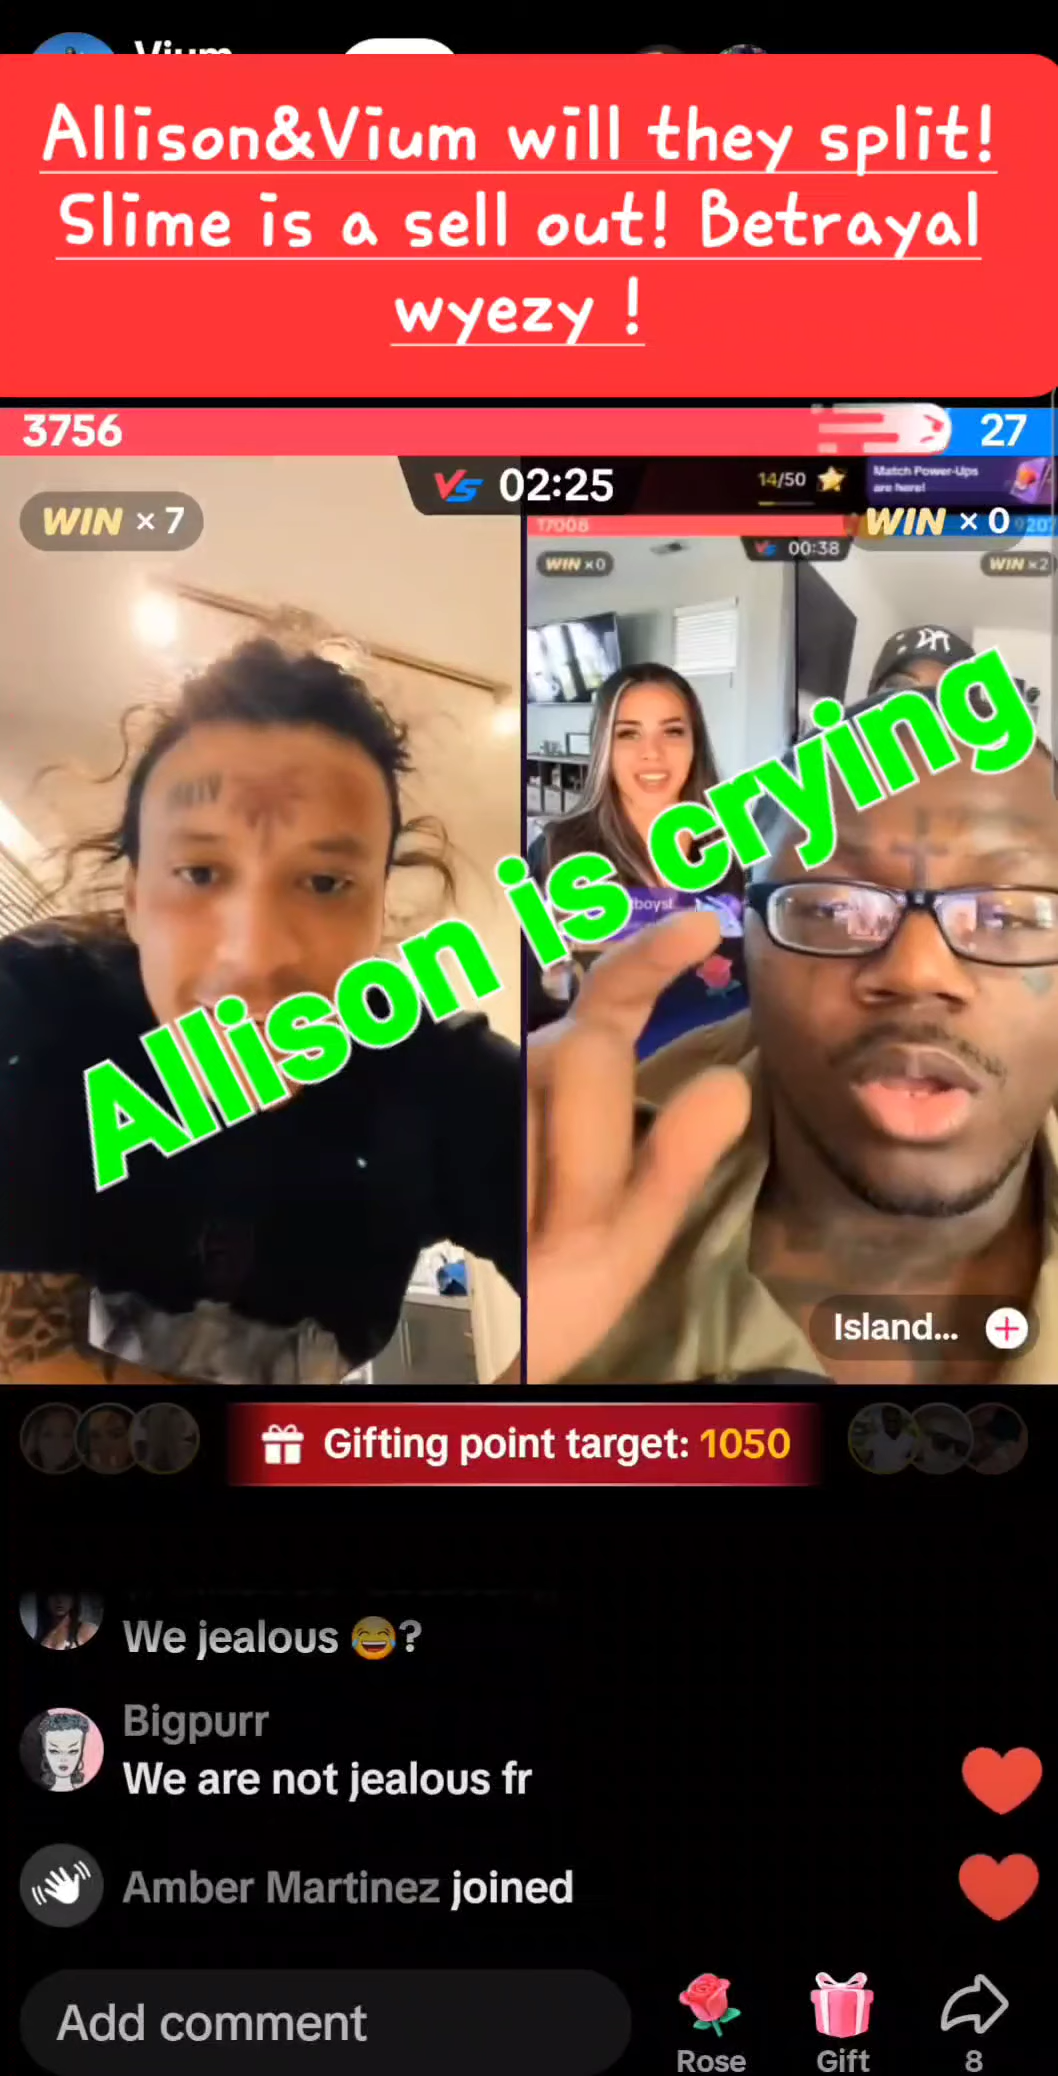 Vium
Allison&Vium will they split!
Slime is a sell out! Betrayal
wyezy !
3756
27
VS 02:25
14/50
Match Power-Ups
are here!
WIN × 7
17008
WIN × 0
VS 00:38
WIN ×0
WIN ×2
Allison is crying
Island...
Gifting point target: 1050
We jealous 😂?
Bigpurr
We are not jealous fr
Amber Martinez joined
Add comment
Rose
Gift
8